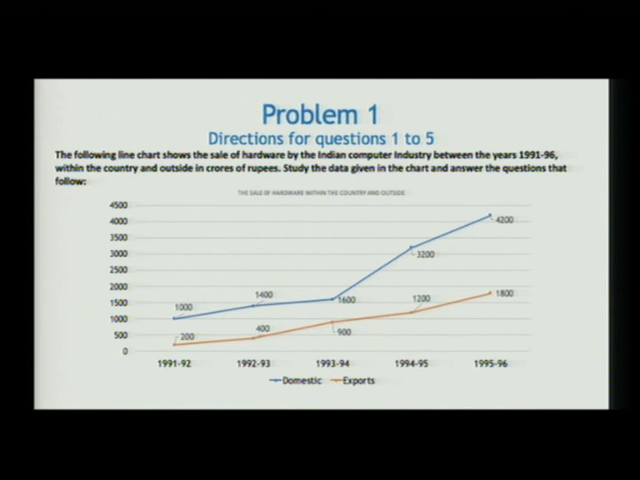 Problem 1
Directions for questions 1 to 5
The following line chart shows the sale of hardware by the Indian computer Industry between the years 1991-96,
within the country and outside in crores of rupees. Study the data given in the chart and answer the questions that
follow:
THE SALE OF HARDWARE WITHIN THE COUNTRY AND OUTSIDE
4500
4000
3500
3000
2500
2000
1500
1000
500
0
1000
1400
1600
3200
4200
200
400
900
1200
1800
1991-92 1992-93 1993-94 1994-95 1995-96
Domestic Exports